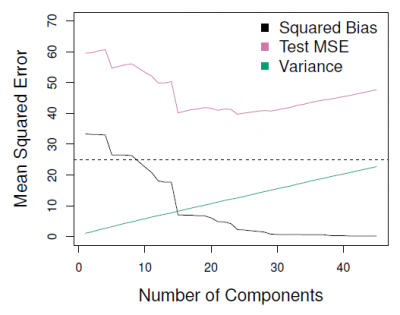 70
60
50
40
30
20
10
0
Mean Squared Error
Squared Bias
Test MSE
Variance
0 10 20 30 40
Number of Components